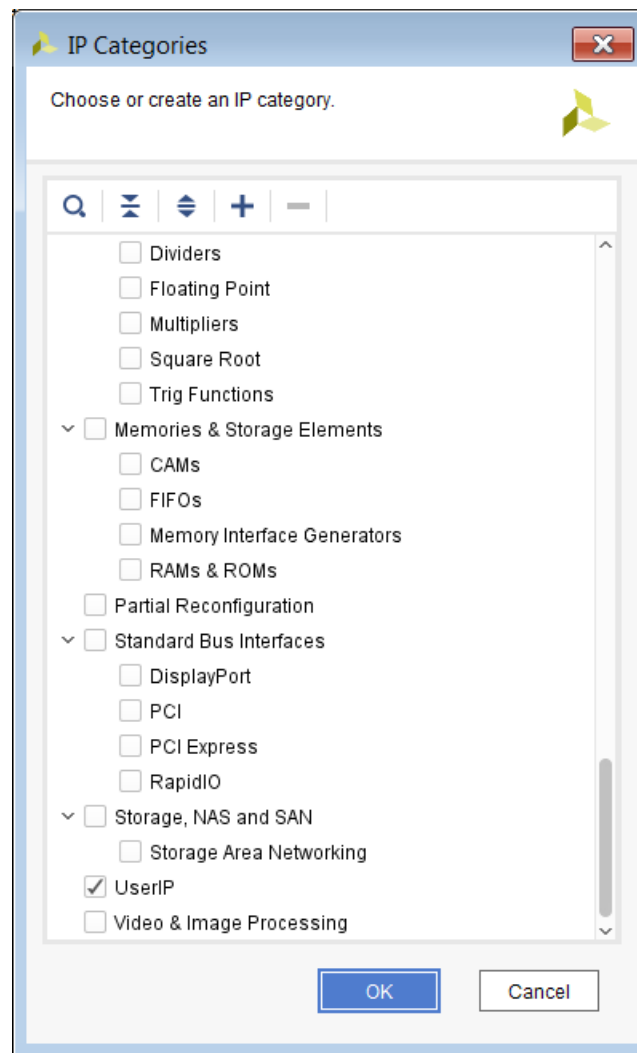 IP Categories
Choose or create an IP category.
Dividers
Floating Point
Multipliers
Square Root
Trig Functions
Memories & Storage Elements
CAMs
FIFOs
Memory Interface Generators
RAMs & ROMs
Partial Reconfiguration
Standard Bus Interfaces
DisplayPort
PCI
PCI Express
RapidIO
Storage, NAS and SAN
Storage Area Networking
UserIP
Video & Image Processing
OK Cancel